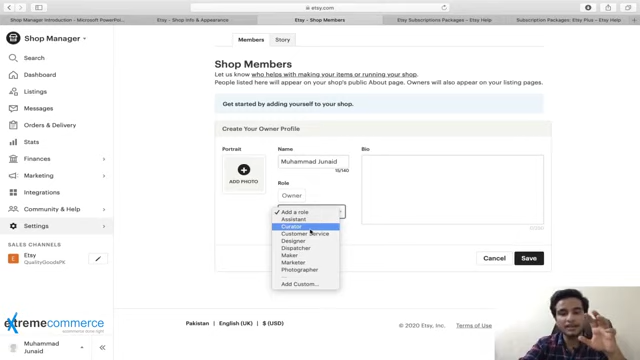 Shop Manager Introduction - Microsoft PowerPoi...
Etsy - Shop Info & Appearance
Etsy - Shop Members
Etsy Subscriptions Packages - Etsy Help
Subscription Packages: Etsy Plus - Etsy Help
etsy.com
Shop Manager
Search
Dashboard
Listings
Messages
Orders & Delivery
Stats
Finances
Marketing
Integrations
Community & Help
Settings
SALES CHANNELS
Etsy
QualityGoodsPK
extremecommerce
Muhammad
Junaid
Members
Story
Shop Members
Let us know who helps with making your items or running your shop.
People listed here will appear on your shop's public About page. Owners will also appear on your listing pages.
Get started by adding yourself to your shop.
Create Your Owner Profile
Portrait
ADD PHOTO
Name
Muhammad Junaid
15/140
Role
Owner
Add a role
Assistant
Curator
Customer Service
Designer
Dispatcher
Maker
Marketer
Photographer
...
Add Custom...
Bio
Cancel
Save
Pakistan | English (UK) | $ (USD)
© 2020 Etsy, Inc.
Terms of Use